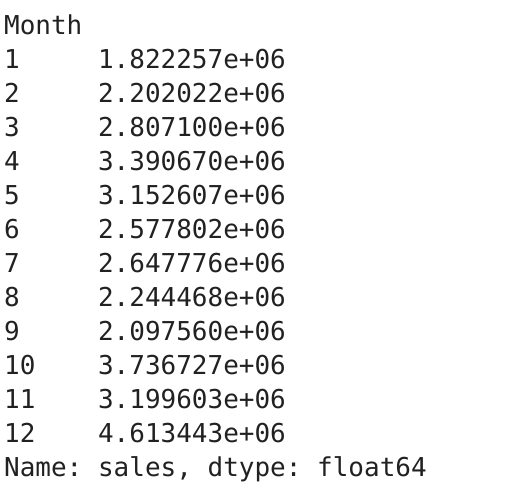 Month
1     1.822257e+06
2     2.202022e+06
3     2.807100e+06
4     3.390670e+06
5     3.152607e+06
6     2.577802e+06
7     2.647776e+06
8     2.244468e+06
9     2.097560e+06
10    3.736727e+06
11    3.199603e+06
12    4.613443e+06
Name: sales, dtype: float64